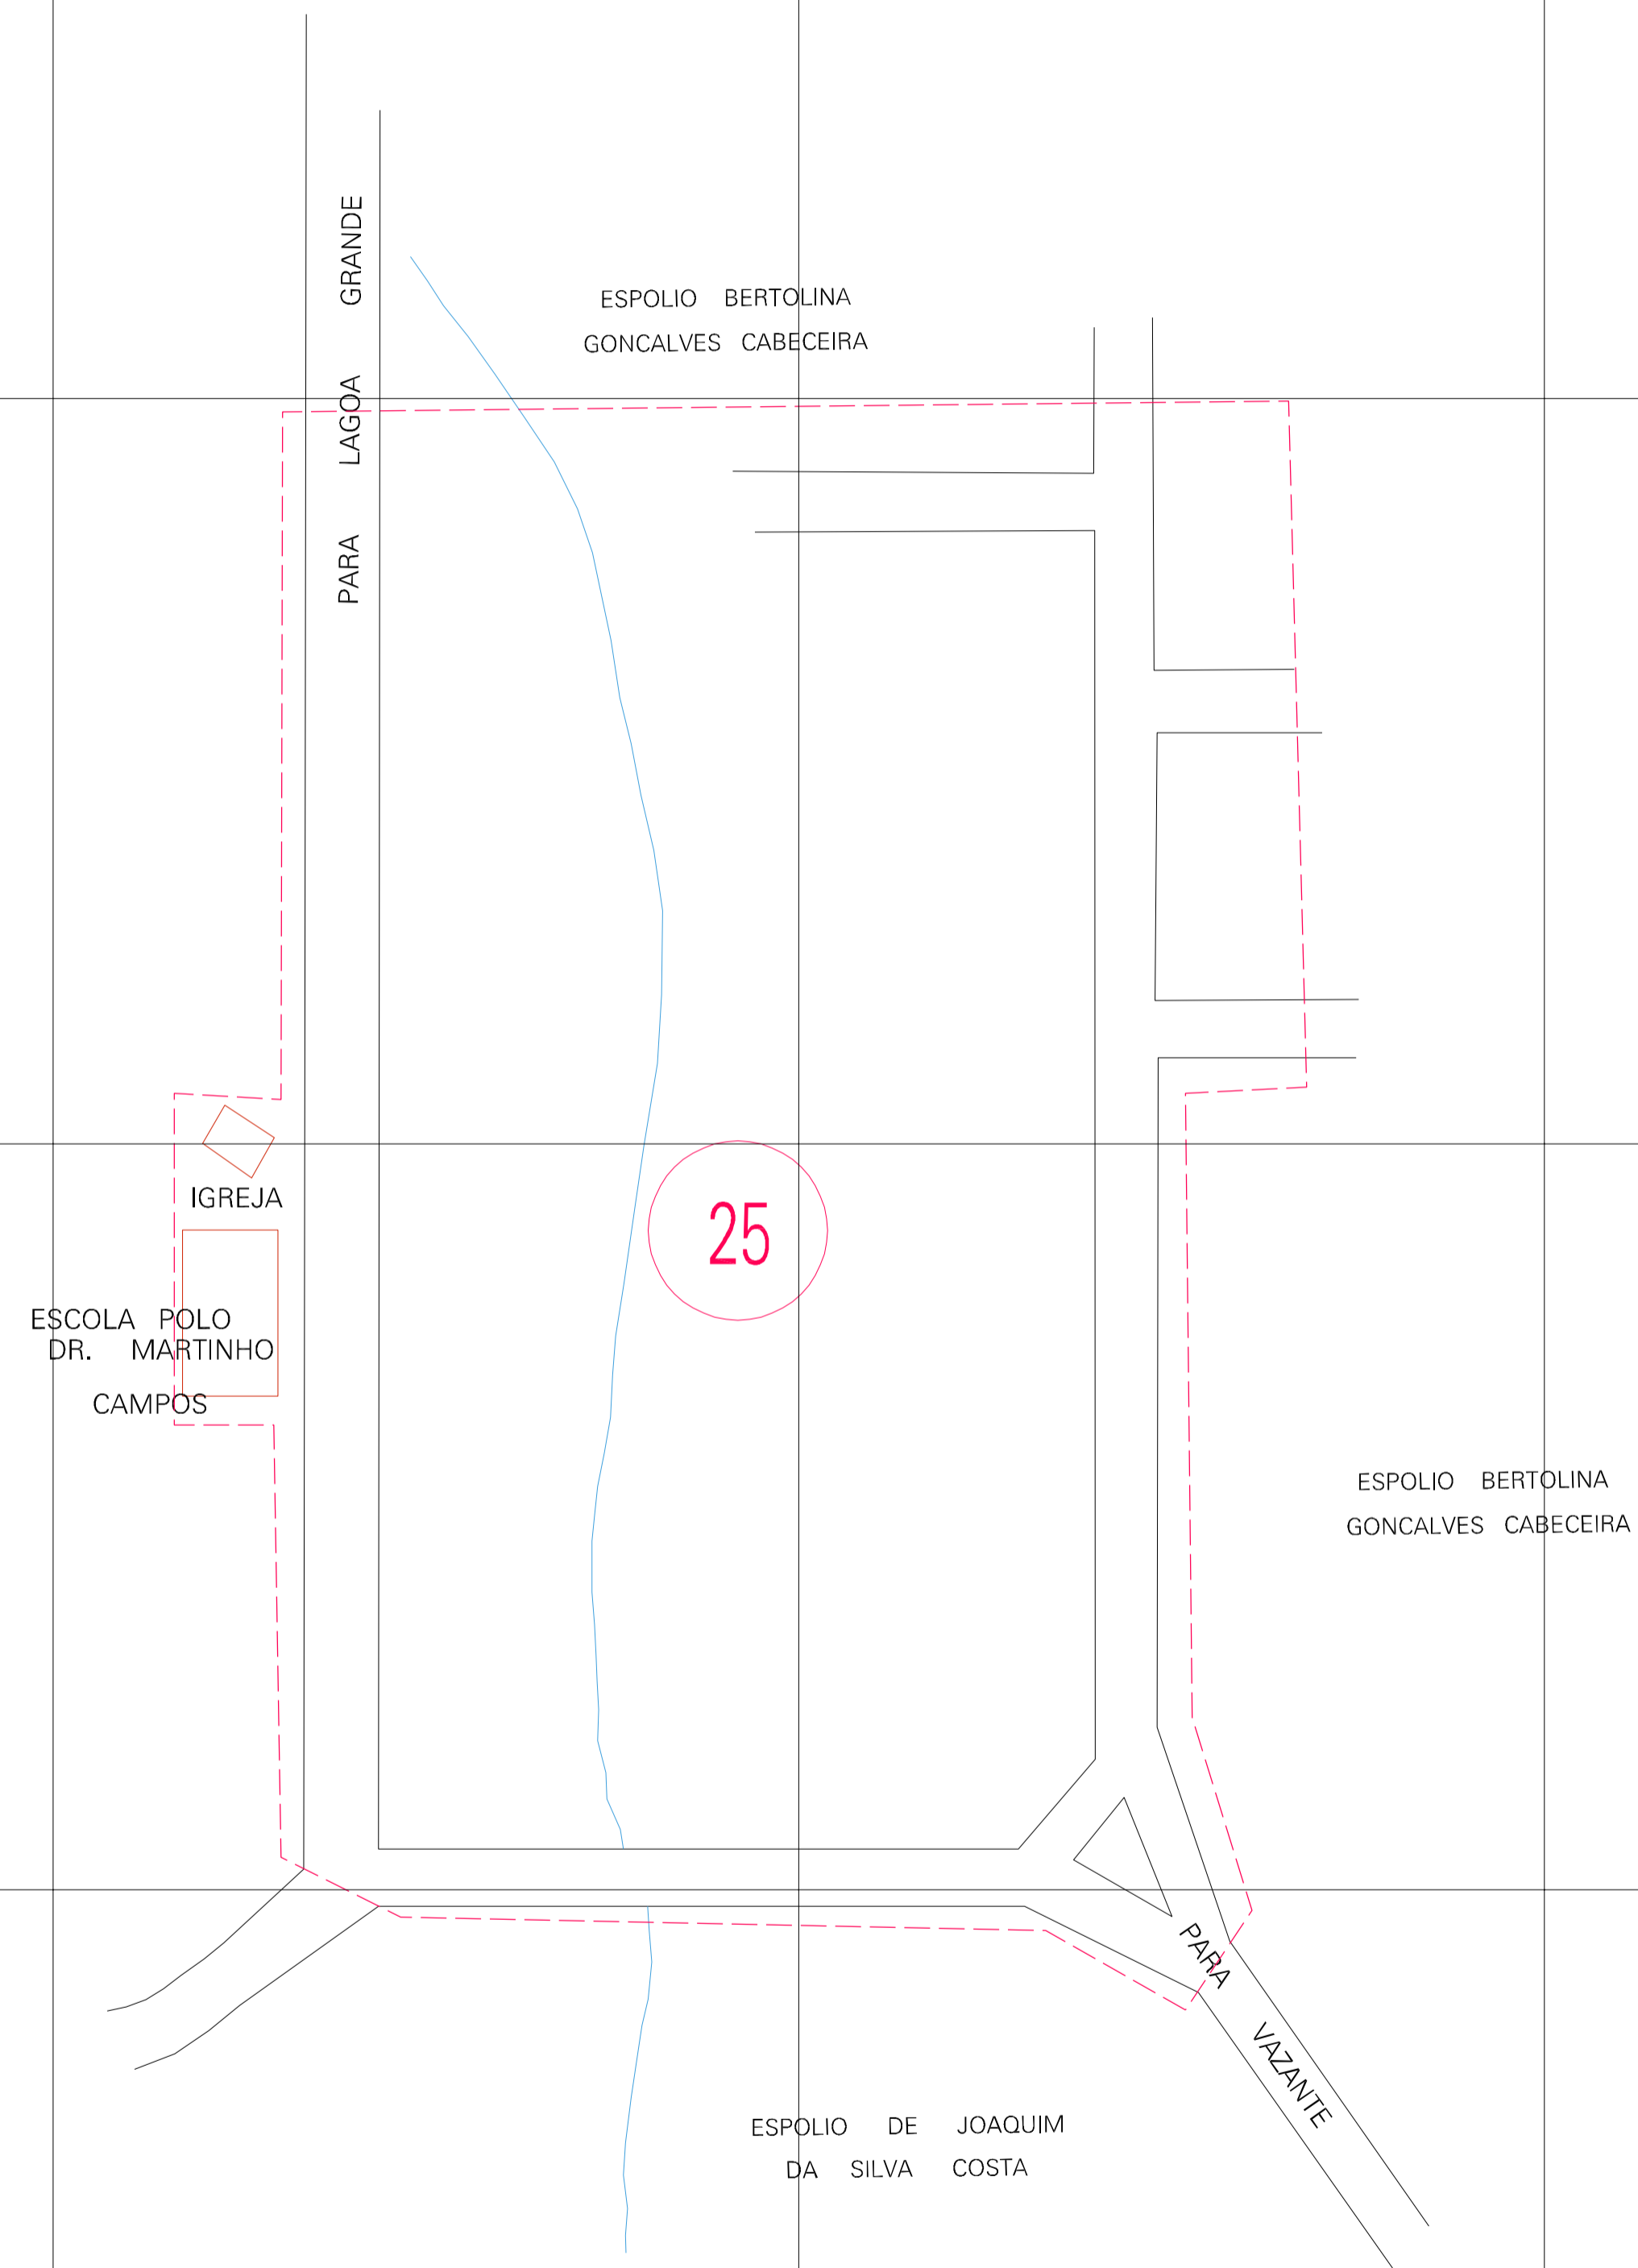 PARA LAGOA GRANDE
ESPOLIO BERTOLINA
GONCALVES CABECEIRA
IGREJA
25
ESCOLA POLO
DR. MARTINHO
CAMPOS
ESPOLIO BERTOLINA
GONCALVES CABECEIRA
PARA VAZANTE
ESPOLIO DE JOAQUIM
DA SILVA COSTA